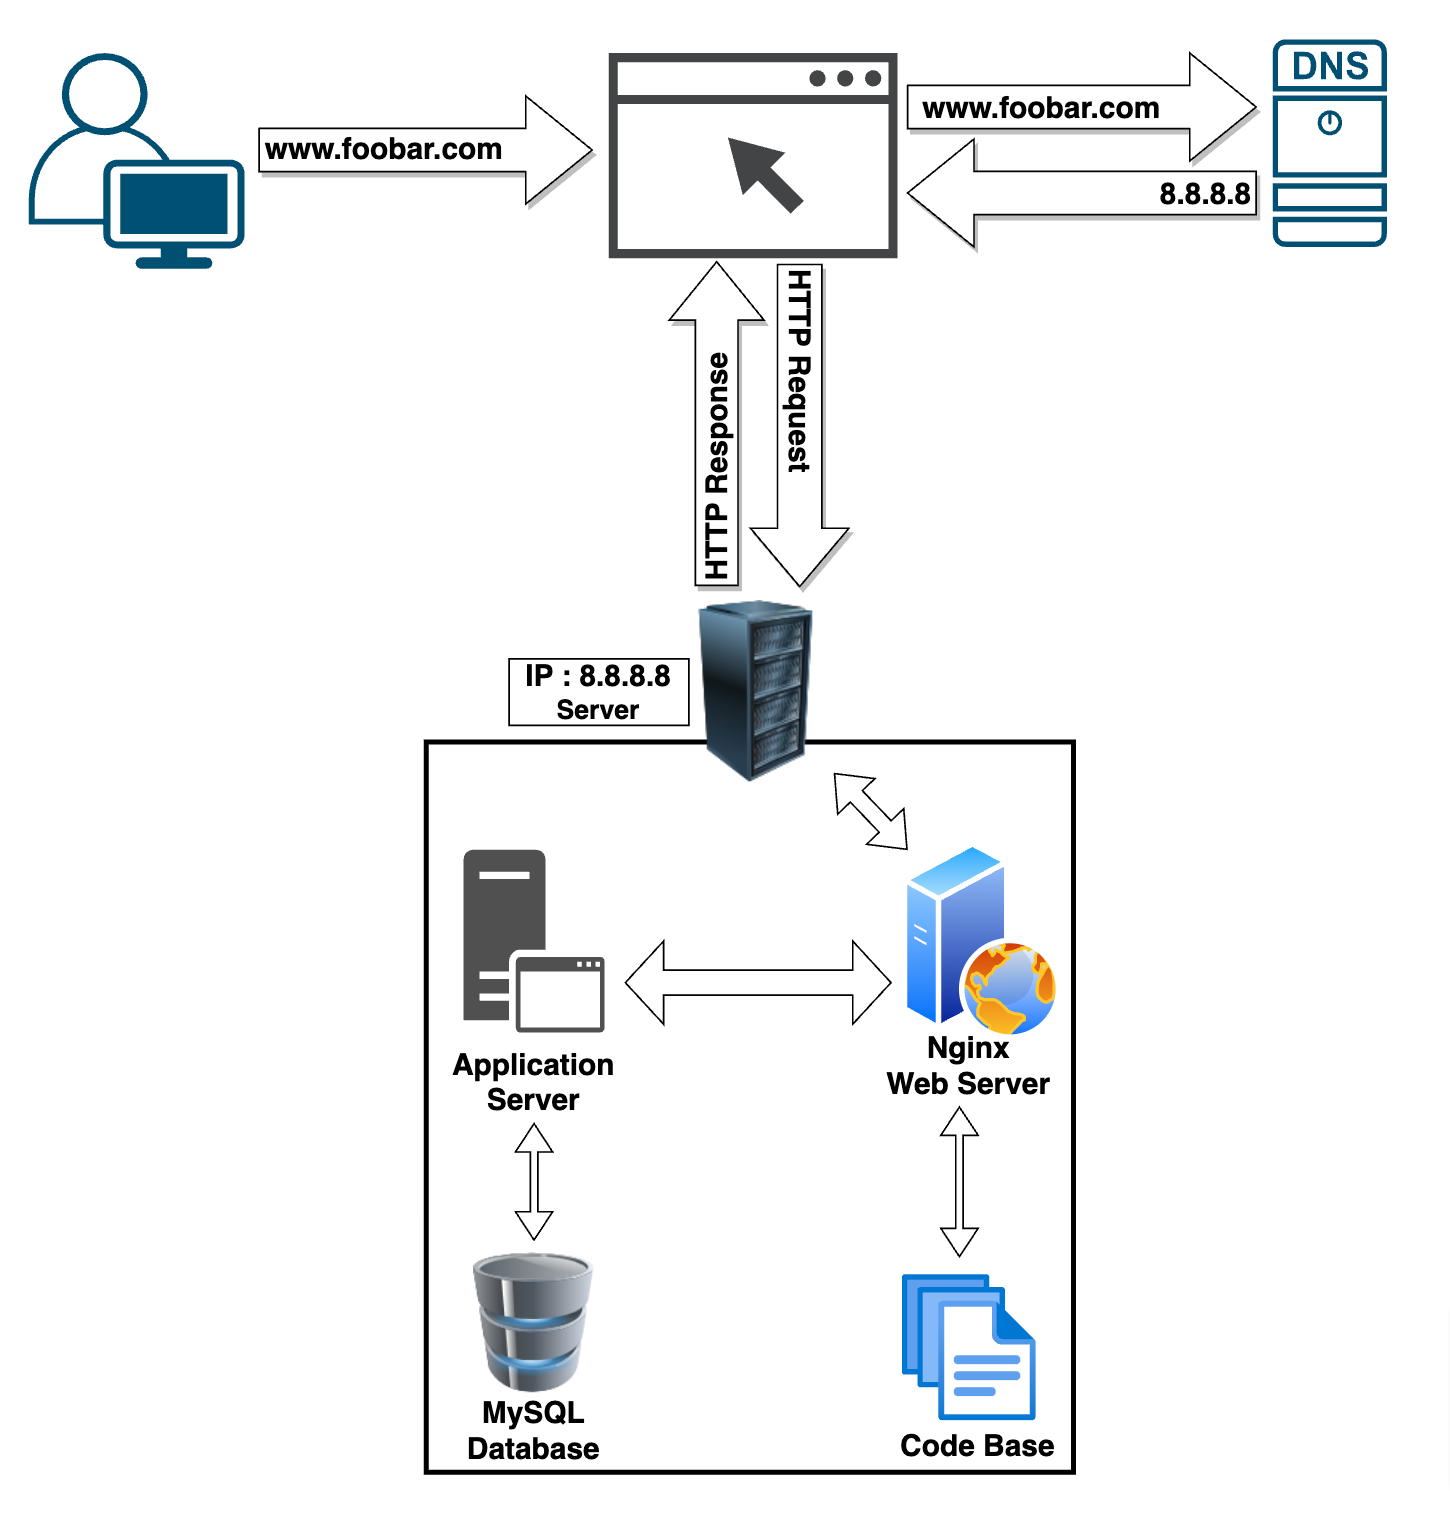 DNS
www.foobar.com
www.foobar.com
8.8.8.8
HTTP Response
HTTP Request
IP : 8.8.8.8
Server
Application
Server
Nginx
Web Server
MySQL
Database
Code Base